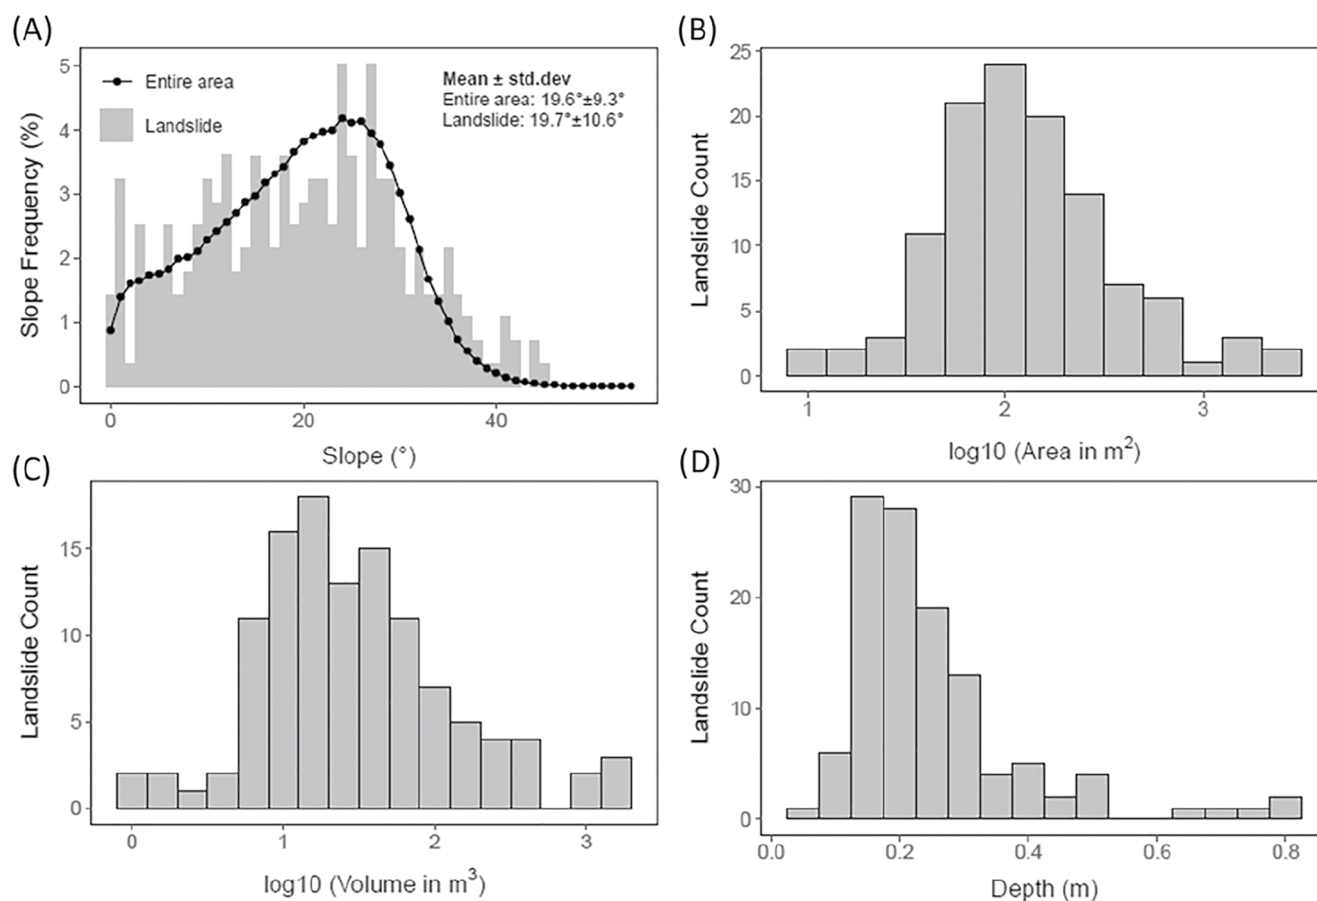 (A)
Slope Frequency (%)
5
4
3
2
1
0
Entire area
Landslide
Mean ± std.dev
Entire area: 19.6°±9.3°
Landslide: 19.7°±10.6°
0 20 40
Slope (°)
(B)
Landslide Count
25
20
15
10
5
0
1 2 3
log10 (Area in m²)
(C)
Landslide Count
15
10
5
0
0 1 2 3
log10 (Volume in m³)
(D)
Landslide Count
30
20
10
0
0.0 0.2 0.4 0.6 0.8
Depth (m)